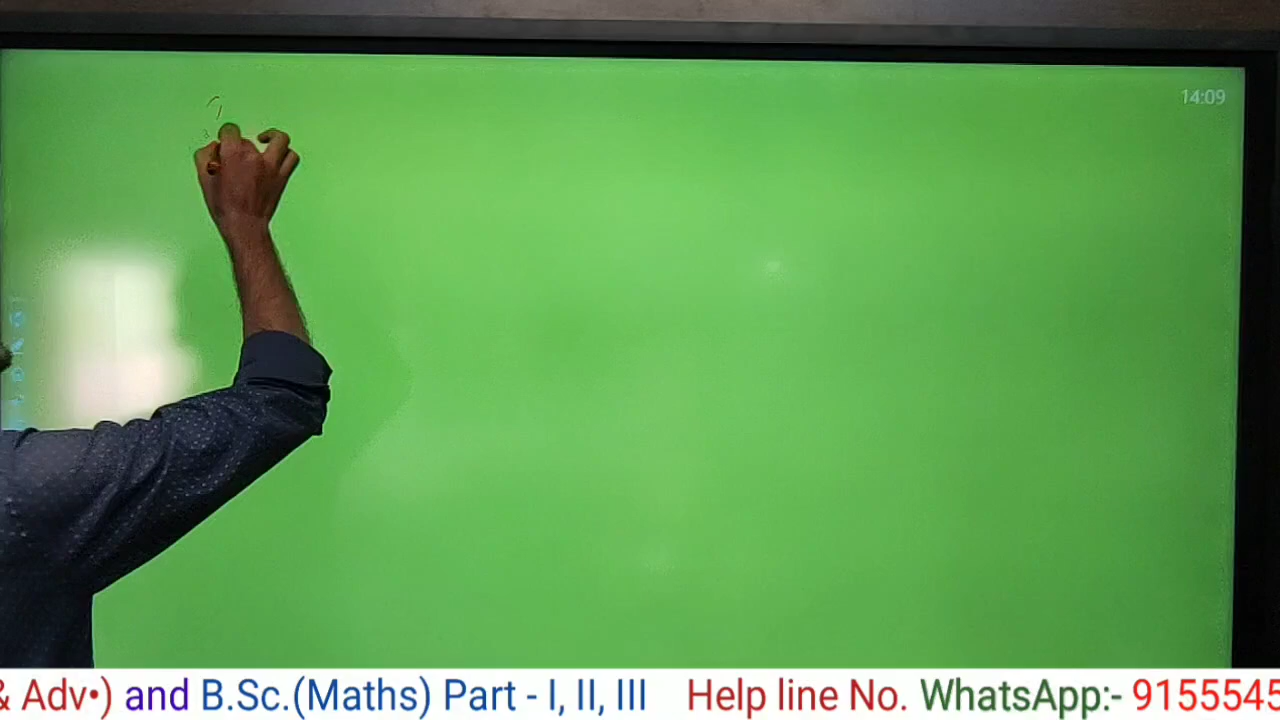 14:09
& Adv•) and B.Sc.(Maths) Part - I, II, III Help line No. WhatsApp:- 9155545